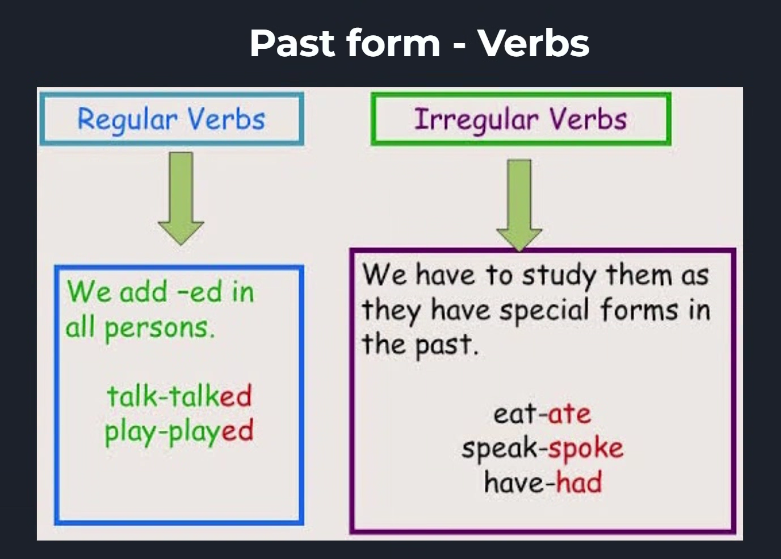 Past form - Verbs
Regular Verbs
We add –ed in
all persons.
talk-talked
play-played
Irregular Verbs
We have to study them as
they have special forms in
the past.
eat-ate
speak-spoke
have-had